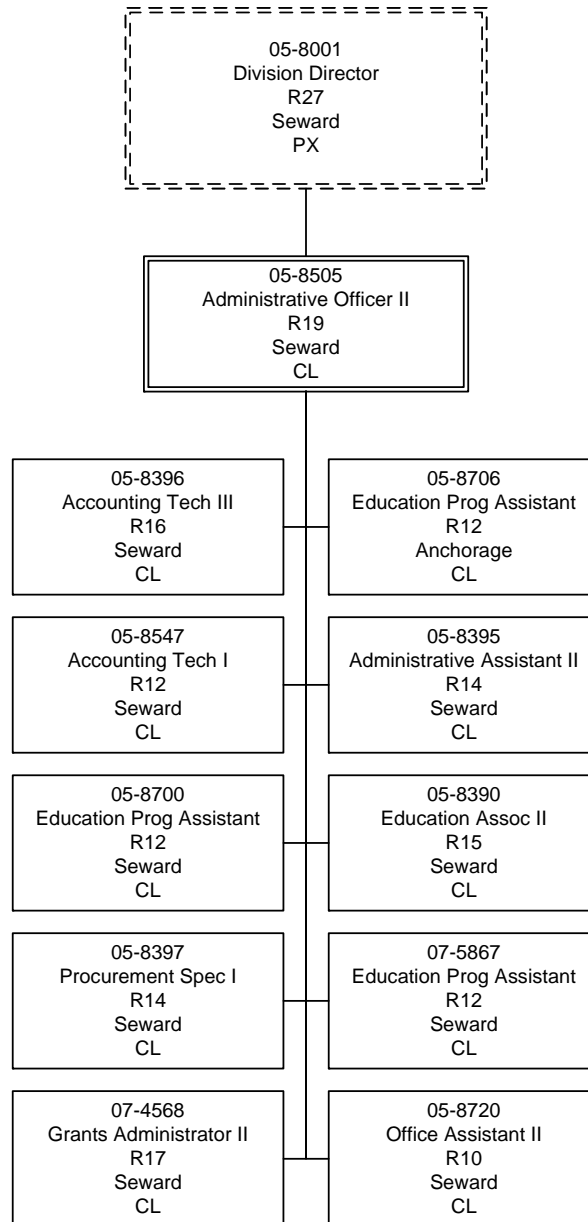 05-8001
Division Director
R27
Seward
PX
05-8505
Administrative Officer II
R19
Seward
CL
05-8396
Accounting Tech III
R16
Seward
CL
05-8706
Education Prog Assistant
R12
Anchorage
CL
05-8547
Accounting Tech I
R12
Seward
CL
05-8395
Administrative Assistant II
R14
Seward
CL
05-8700
Education Prog Assistant
R12
Seward
CL
05-8390
Education Assoc II
R15
Seward
CL
05-8397
Procurement Spec I
R14
Seward
CL
07-5867
Education Prog Assistant
R12
Seward
CL
07-4568
Grants Administrator II
R17
Seward
CL
05-8720
Office Assistant II
R10
Seward
CL